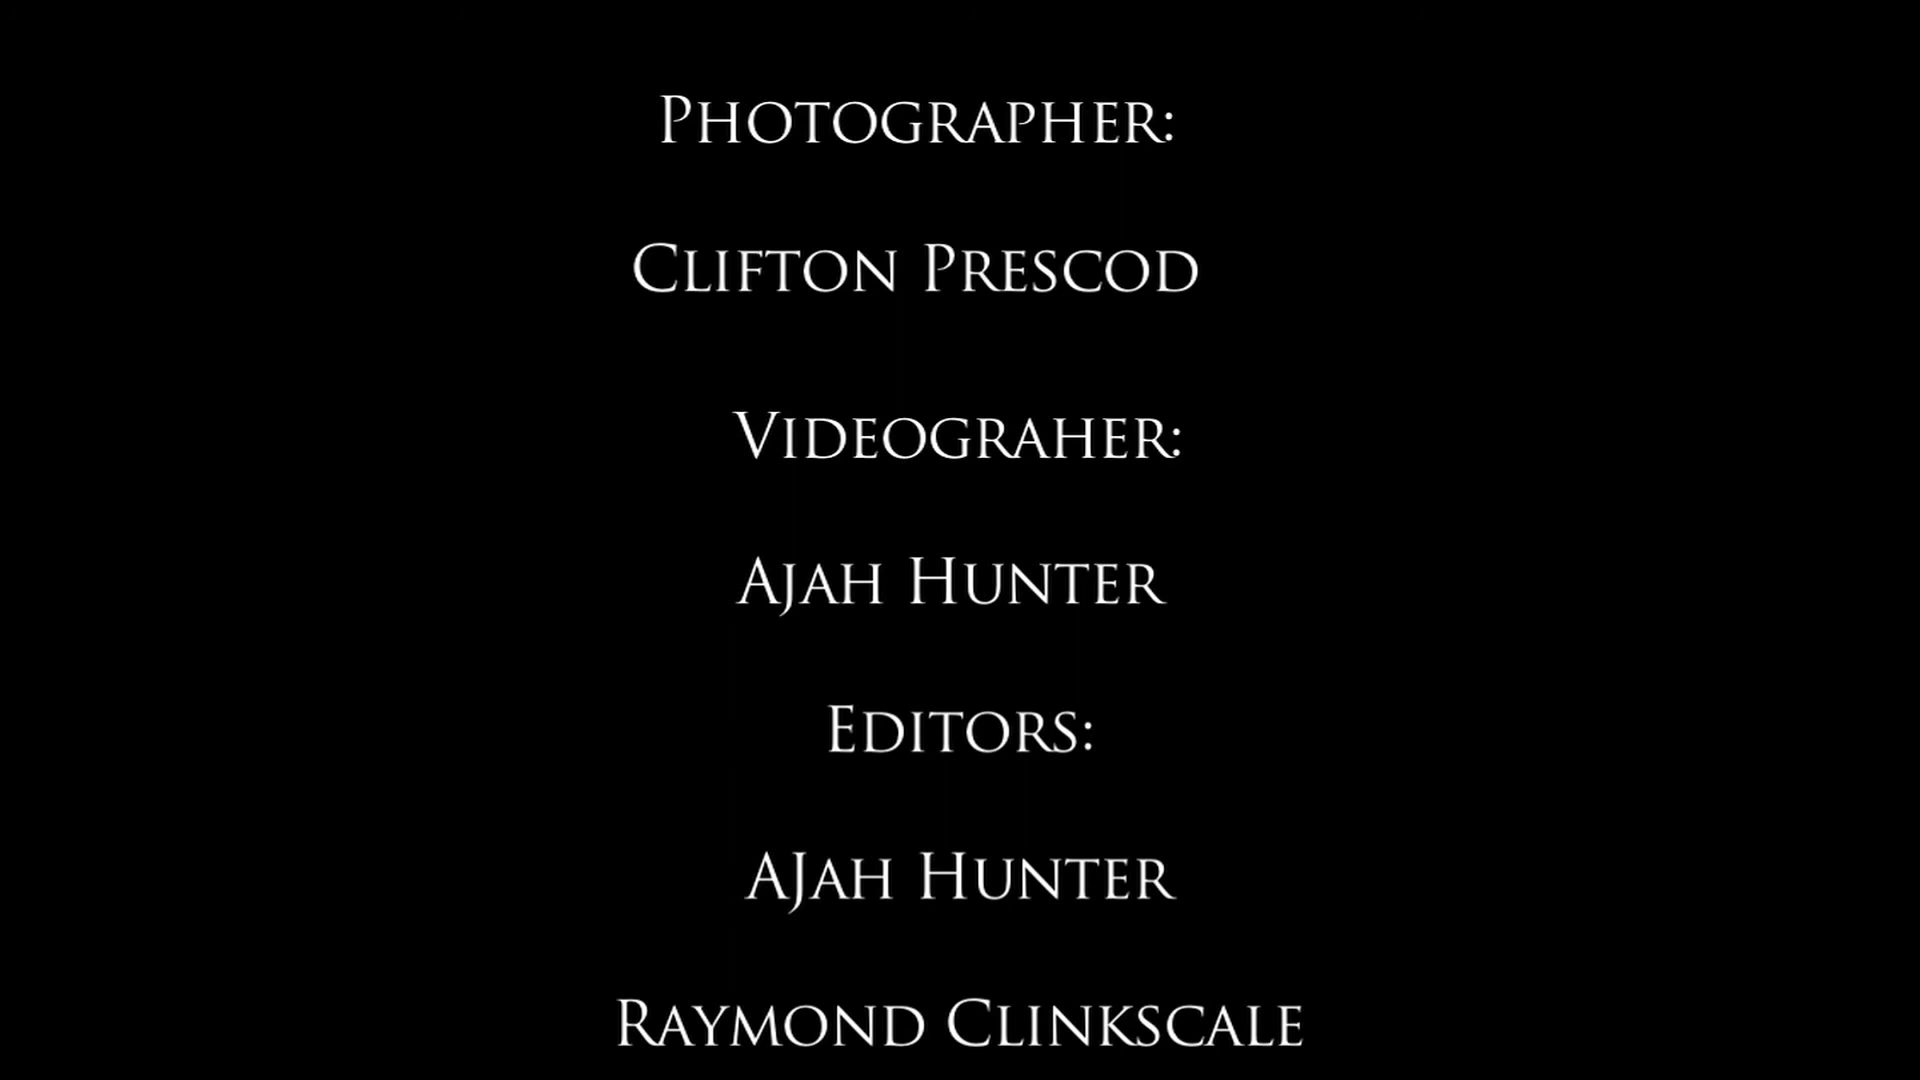 Photographer:
Clifton Prescod
Videograher:
Ajah Hunter
Editors:
AJah Hunter
Raymond Clinkscale